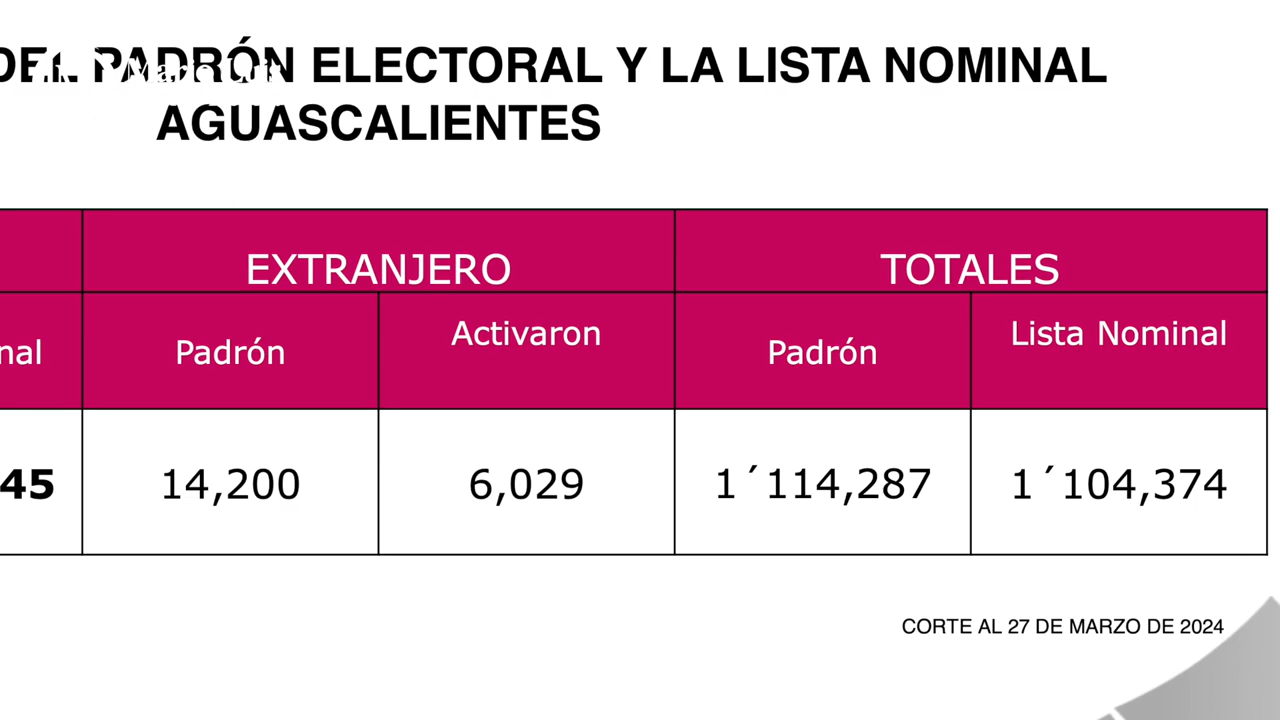 DEL PADRÓN ELECTORAL Y LA LISTA NOMINAL
AGUASCALIENTES
EXTRANJERO TOTALES
nal Padrón Activaron Padrón Lista Nominal
45 14,200 6,029 1´114,287 1´104,374
CORTE AL 27 DE MARZO DE 2024